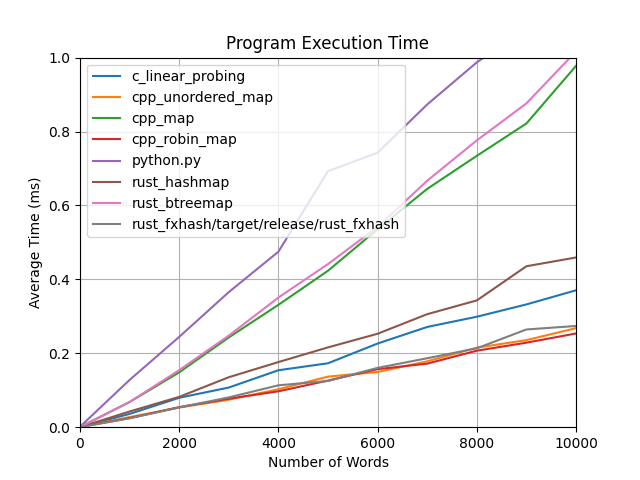 Program Execution Time
1.0
0.8
0.6
0.4
0.2
0.0
Average Time (ms)
c_linear_probing
cpp_unordered_map
cpp_map
cpp_robin_map
python.py
rust_hashmap
rust_btreemap
rust_fxhash/target/release/rust_fxhash
0 2000 4000 6000 8000 10000
Number of Words